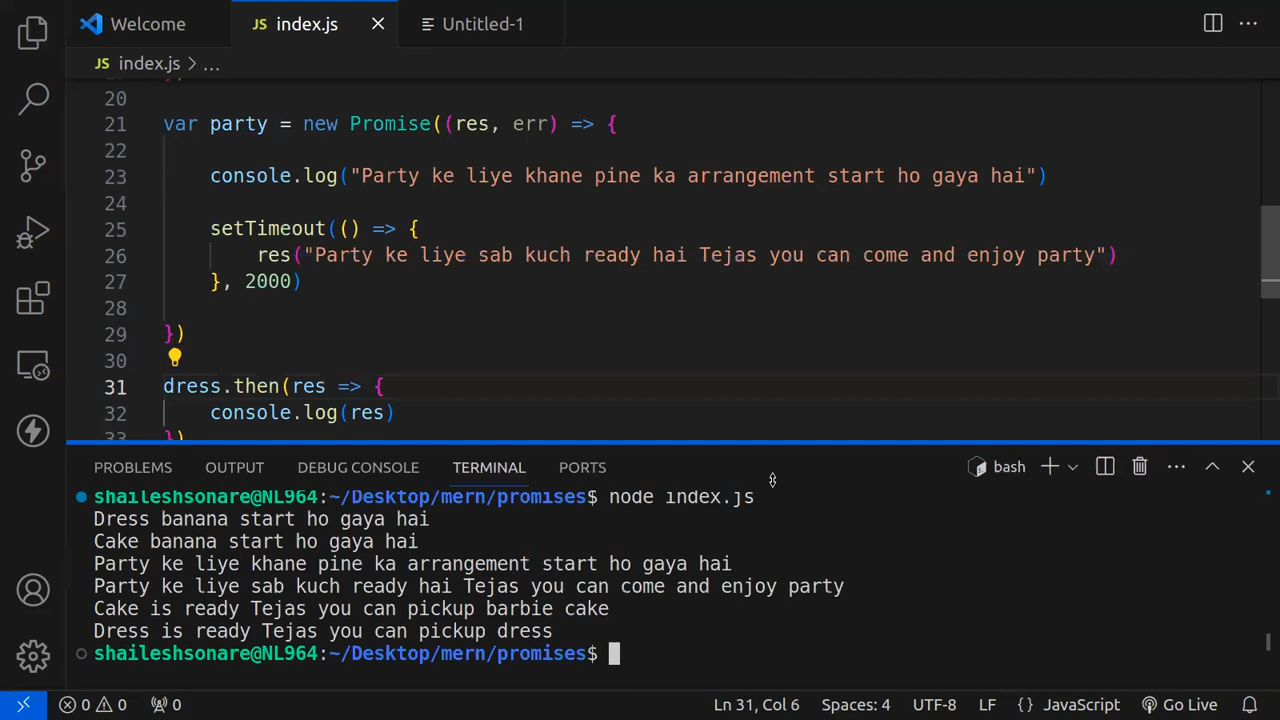 Welcome
JS index.js
Untitled-1
JS index.js > ...
20
21 var party = new Promise((res, err) => {
22
23 console.log("Party ke liye khane pine ka arrangement start ho gaya hai")
24
25 setTimeout(() => {
26 res("Party ke liye sab kuch ready hai Tejas you can come and enjoy party")
27 }, 2000)
28
29 })
30
31 dress.then(res => {
32 console.log(res)
33 })
PROBLEMS OUTPUT DEBUG CONSOLE TERMINAL PORTS bash
shaileshsonare@NL964:~/Desktop/mern/promises$ node index.js
Dress banana start ho gaya hai
Cake banana start ho gaya hai
Party ke liye khane pine ka arrangement start ho gaya hai
Party ke liye sab kuch ready hai Tejas you can come and enjoy party
Cake is ready Tejas you can pickup barbie cake
Dress is ready Tejas you can pickup dress
shaileshsonare@NL964:~/Desktop/mern/promises$
0 0 0 Ln 31, Col 6 Spaces: 4 UTF-8 LF {} JavaScript Go Live